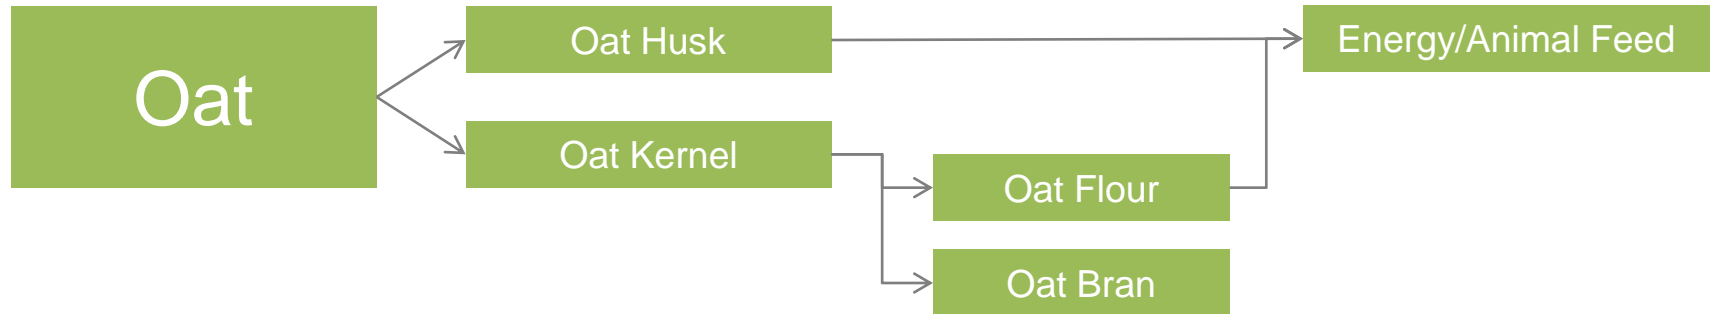 Oat
Oat Husk
Energy/Animal Feed
Oat Kernel
Oat Flour
Oat Bran